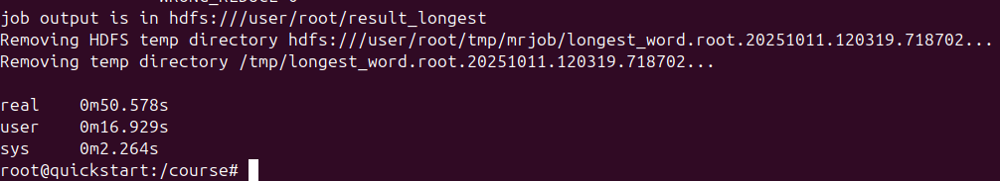 WRONG_REDUCE=0
job output is in hdfs:///user/root/result_longest
Removing HDFS temp directory hdfs:///user/root/tmp/mrjob/longest_word.root.20251011.120319.718702...
Removing temp directory /tmp/longest_word.root.20251011.120319.718702...
real 0m50.578s
user 0m16.929s
sys 0m2.264s
root@quickstart:/course#